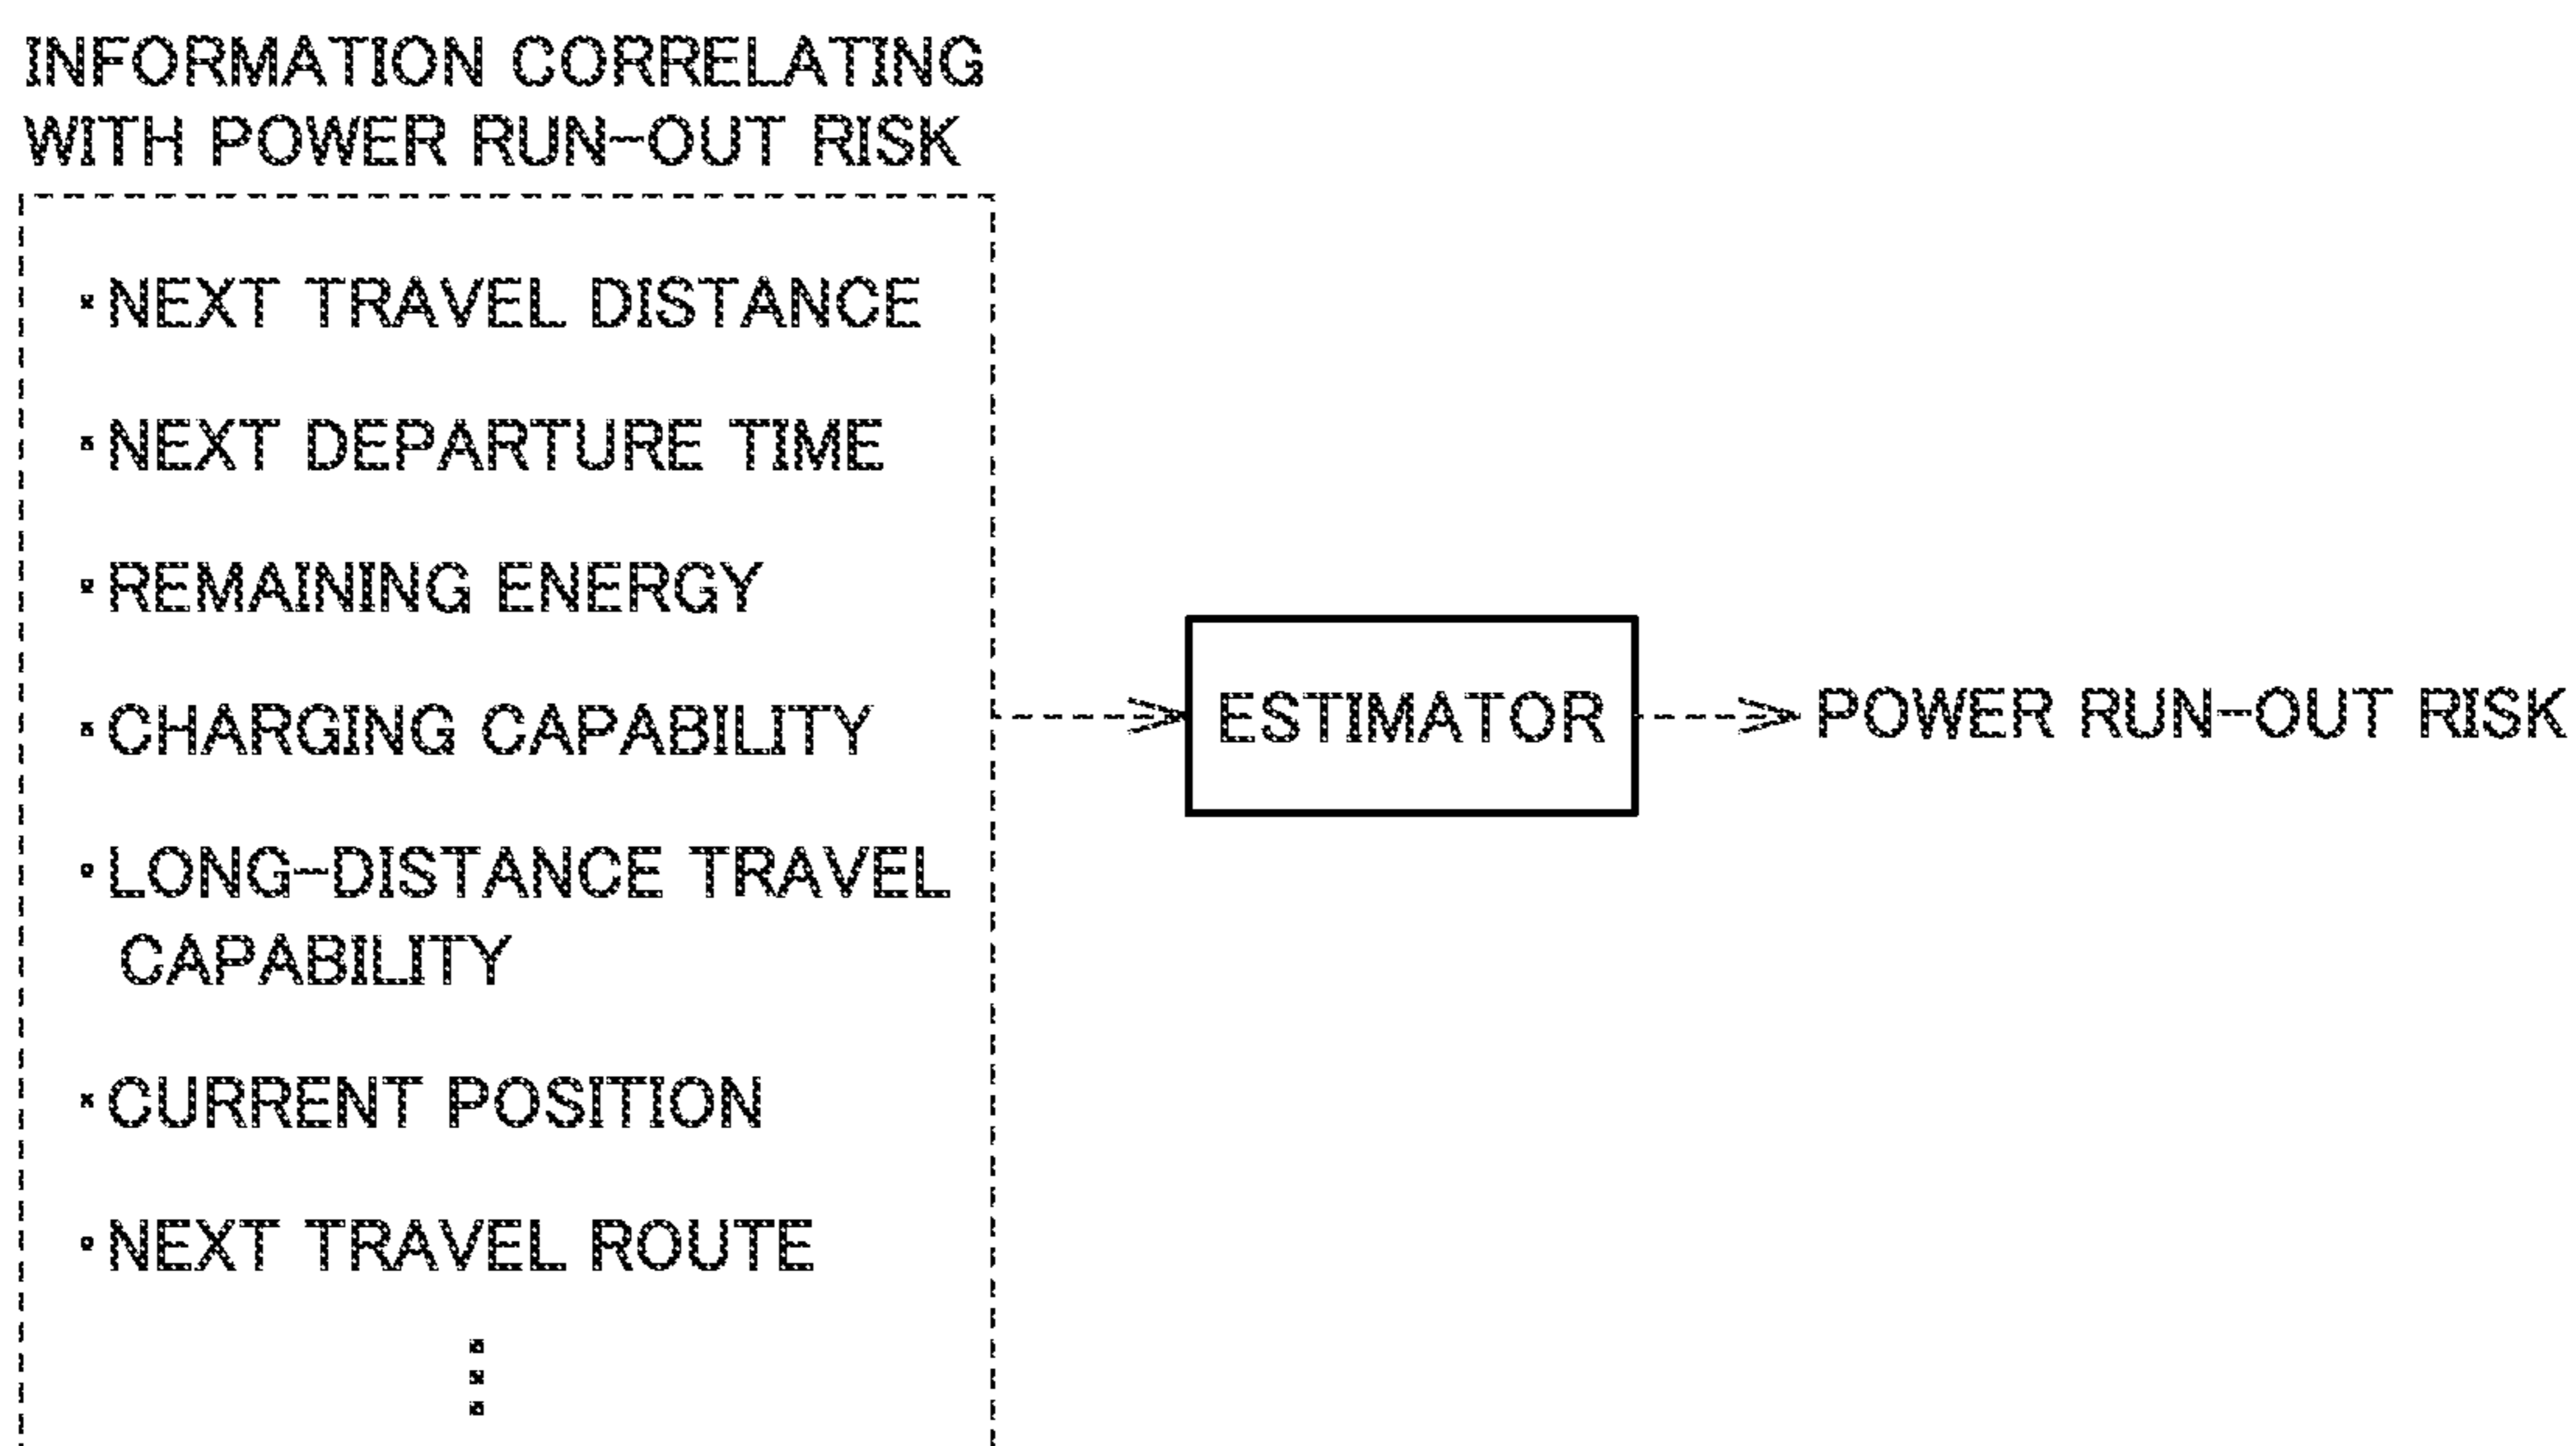 INFORMATION CORRELATING
WITH POWER RUN-OUT RISK
・NEXT TRAVEL DISTANCE
・NEXT DEPARTURE TIME
・REMAINING ENERGY
・CHARGING CAPABILITY
・LONG-DISTANCE TRAVEL
CAPABILITY
・CURRENT POSITION
・NEXT TRAVEL ROUTE
ESTIMATOR
POWER RUN-OUT RISK